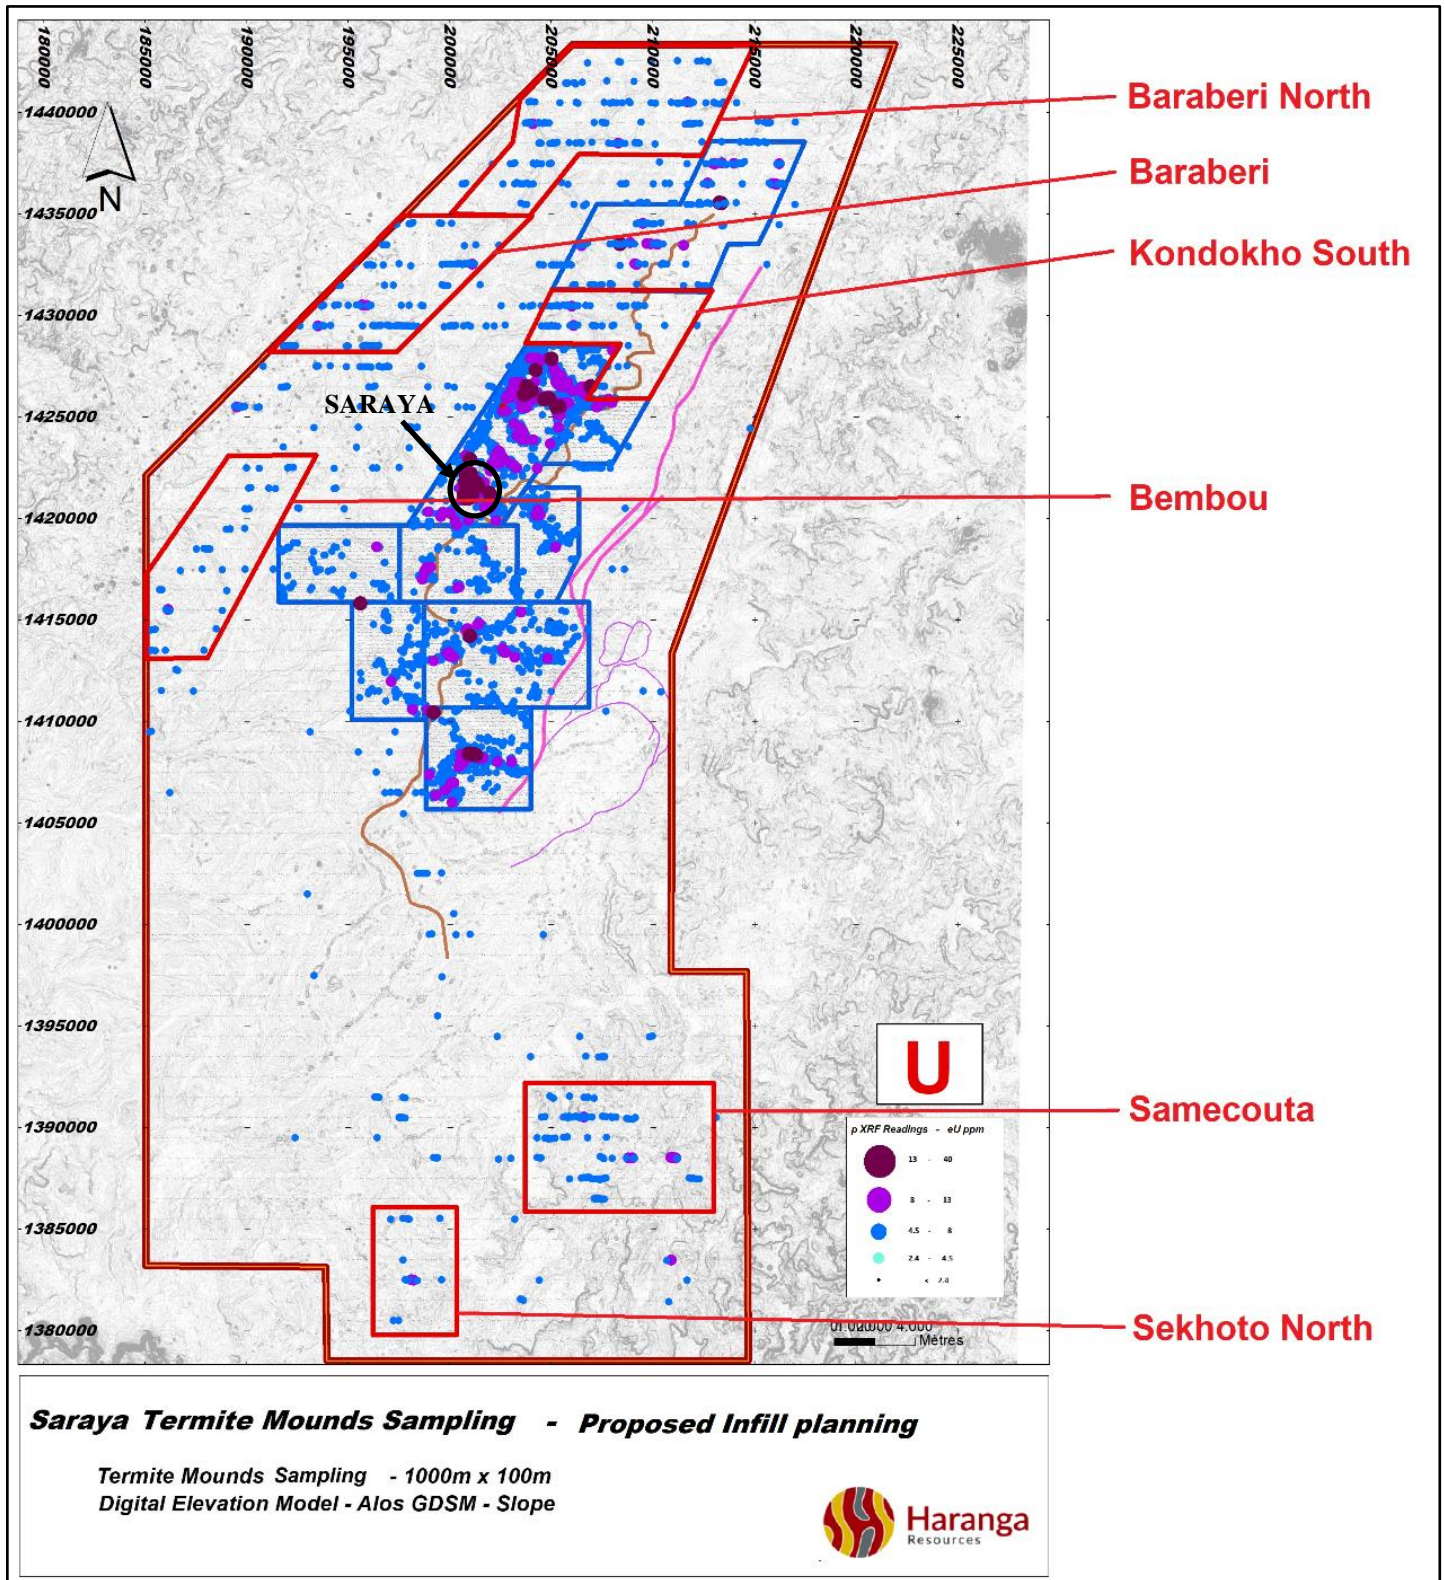 180000
185000
190000
195000
200000
205000
210000
215000
220000
225000
1440000
1435000
1430000
1425000
1420000
1415000
1410000
1405000
1400000
1395000
1390000
1385000
1380000
N
SARAYA
Baraberi North
Baraberi
Kondokho South
Bembou
Samecouta
Sekhoto North
U
p XRF Readings - eU ppm
13 - 40
8 - 13
4.5 - 8
2.4 - 4.5
< 2.4
4.000
Mètres
Saraya Termite Mounds Sampling - Proposed Infill planning
Termite Mounds Sampling - 1000m x 100m
Digital Elevation Model - Alos GDSM - Slope
Haranga
Resources